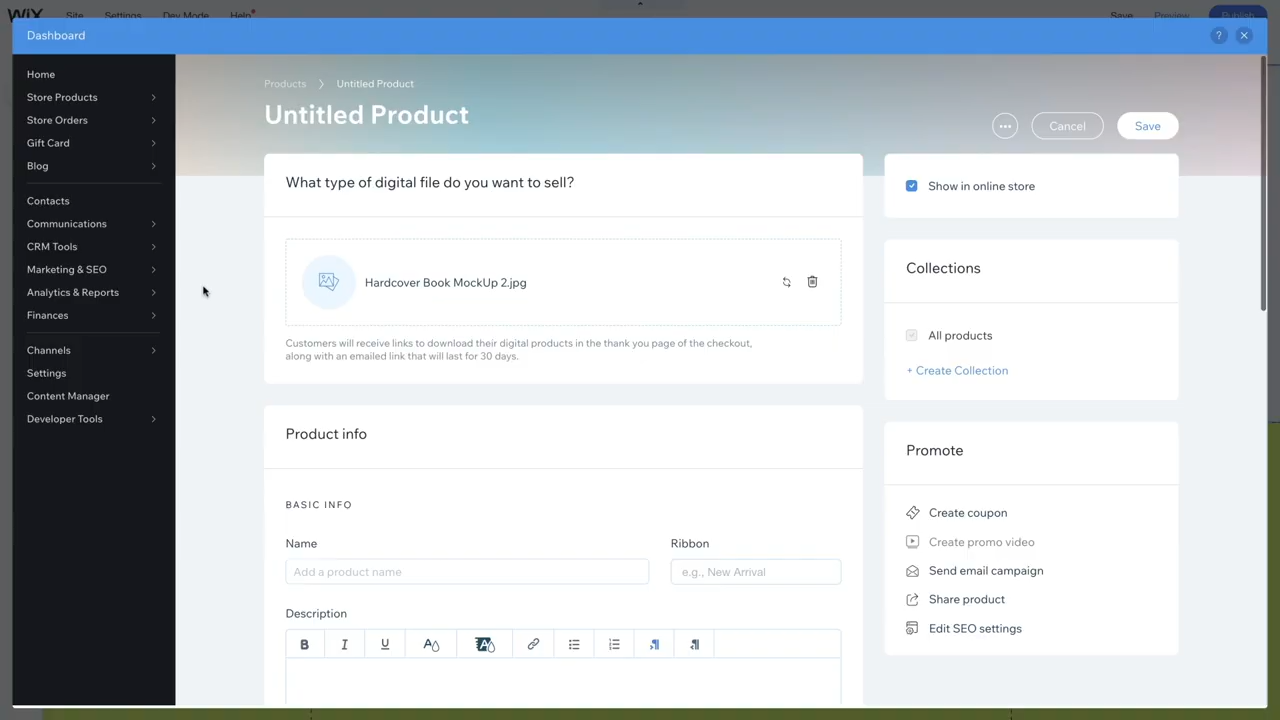 WIX Site Settings Dev Mode Help Save Preview Publish
Dashboard ?
Home
Store Products
Store Orders
Gift Card
Blog
Contacts
Communications
CRM Tools
Marketing & SEO
Analytics & Reports
Finances
Channels
Settings
Content Manager
Developer Tools
Products > Untitled Product
Untitled Product
Cancel
Save
What type of digital file do you want to sell?
Hardcover Book MockUp 2.jpg
Customers will receive links to download their digital products in the thank you page of the checkout,
along with an emailed link that will last for 30 days.
Product info
BASIC INFO
Name
Ribbon
Add a product name
e.g., New Arrival
Description
B I U A A
Show in online store
Collections
All products
+ Create Collection
Promote
Create coupon
Create promo video
Send email campaign
Share product
Edit SEO settings